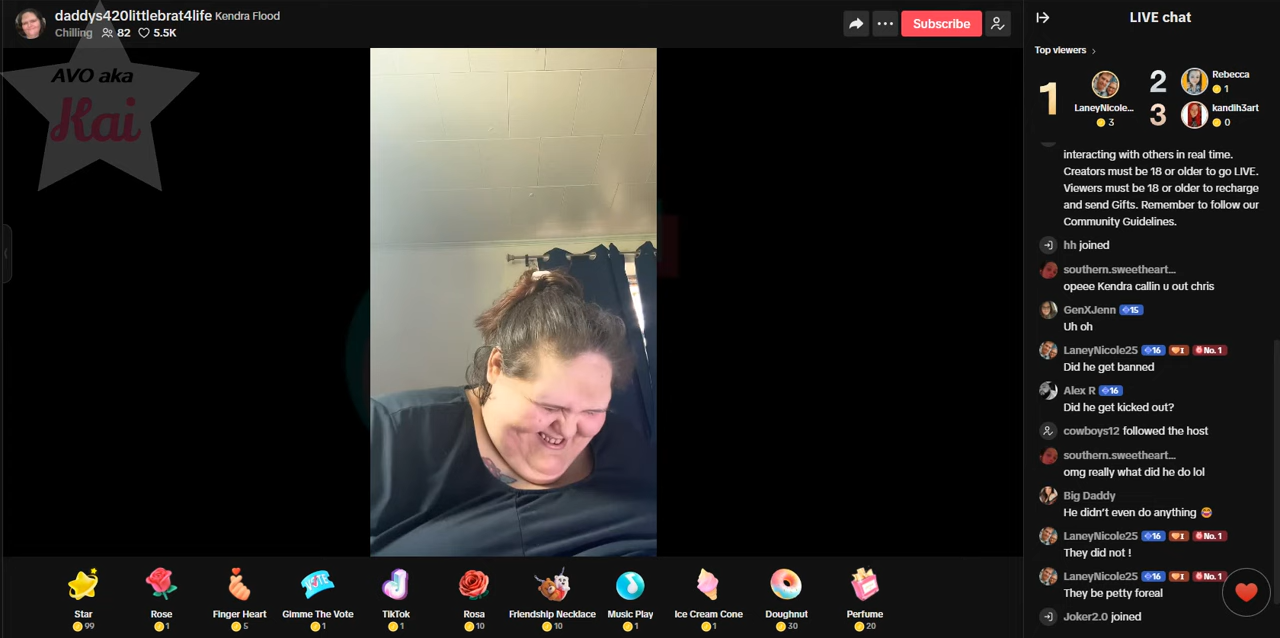 daddys420littlebrat4life Kendra Flood
Chilling 82 5.5K
Subscribe
AVO aka
Kai
LIVE chat
Top viewers
1
LaneyNicole...
3
2
Rebecca
1
3
kandih3art
0
interacting with others in real time.
Creators must be 18 or older to go LIVE.
Viewers must be 18 or older to recharge
and send Gifts. Remember to follow our
Community Guidelines.
hh joined
southern.sweetheart...
opeee Kendra callin u out chris
GenXJenn 15
Uh oh
LaneyNicole25 16 I No. 1
Did he get banned
Alex R 16
Did he get kicked out?
cowboys12 followed the host
southern.sweetheart...
omg really what did he do lol
Big Daddy
He didn't even do anything
LaneyNicole25 16 I No. 1
They did not !
LaneyNicole25 16 I No. 1
They be petty foreal
Joker2.0 joined
Star Rose Finger Heart Gimme The Vote TikTok Rosa Friendship Necklace Music Play Ice Cream Cone Doughnut Perfume
99 1 5 1 1 10 10 1 1 30 20